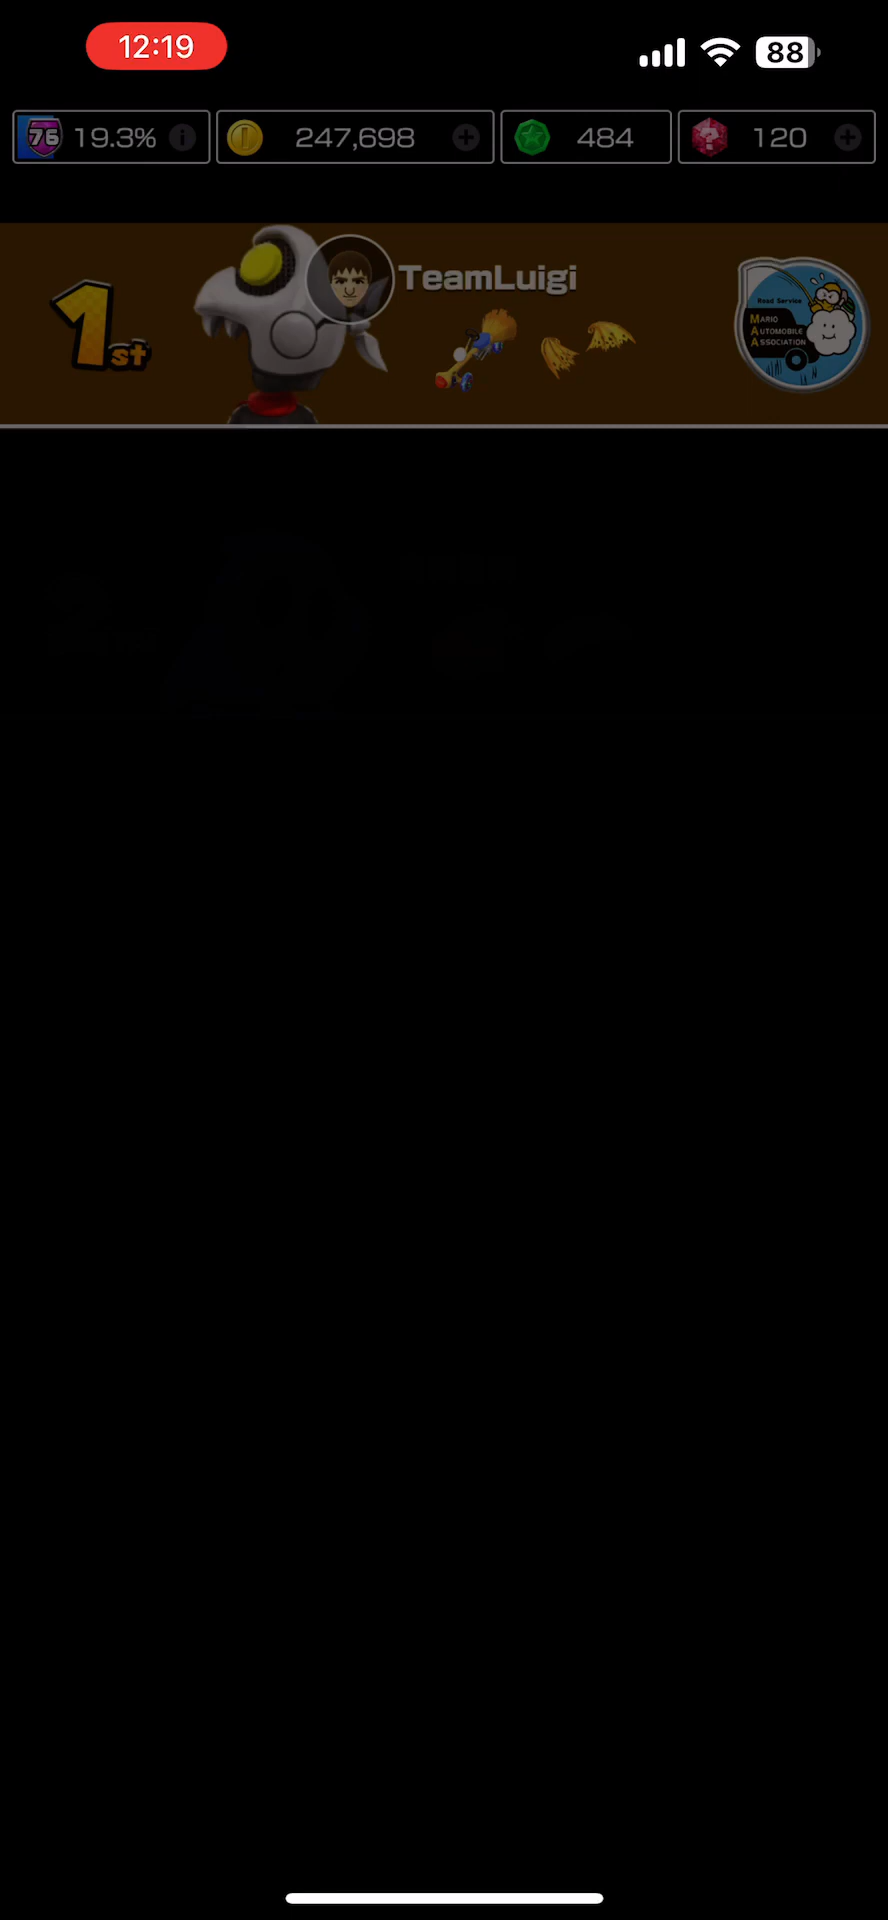 12:19
88
76 19.3% i 247,698 + 484 ? 120 +
1st
TeamLuigi
Road Service
MARIO
AUTOMOBILE
ASSOCIATION